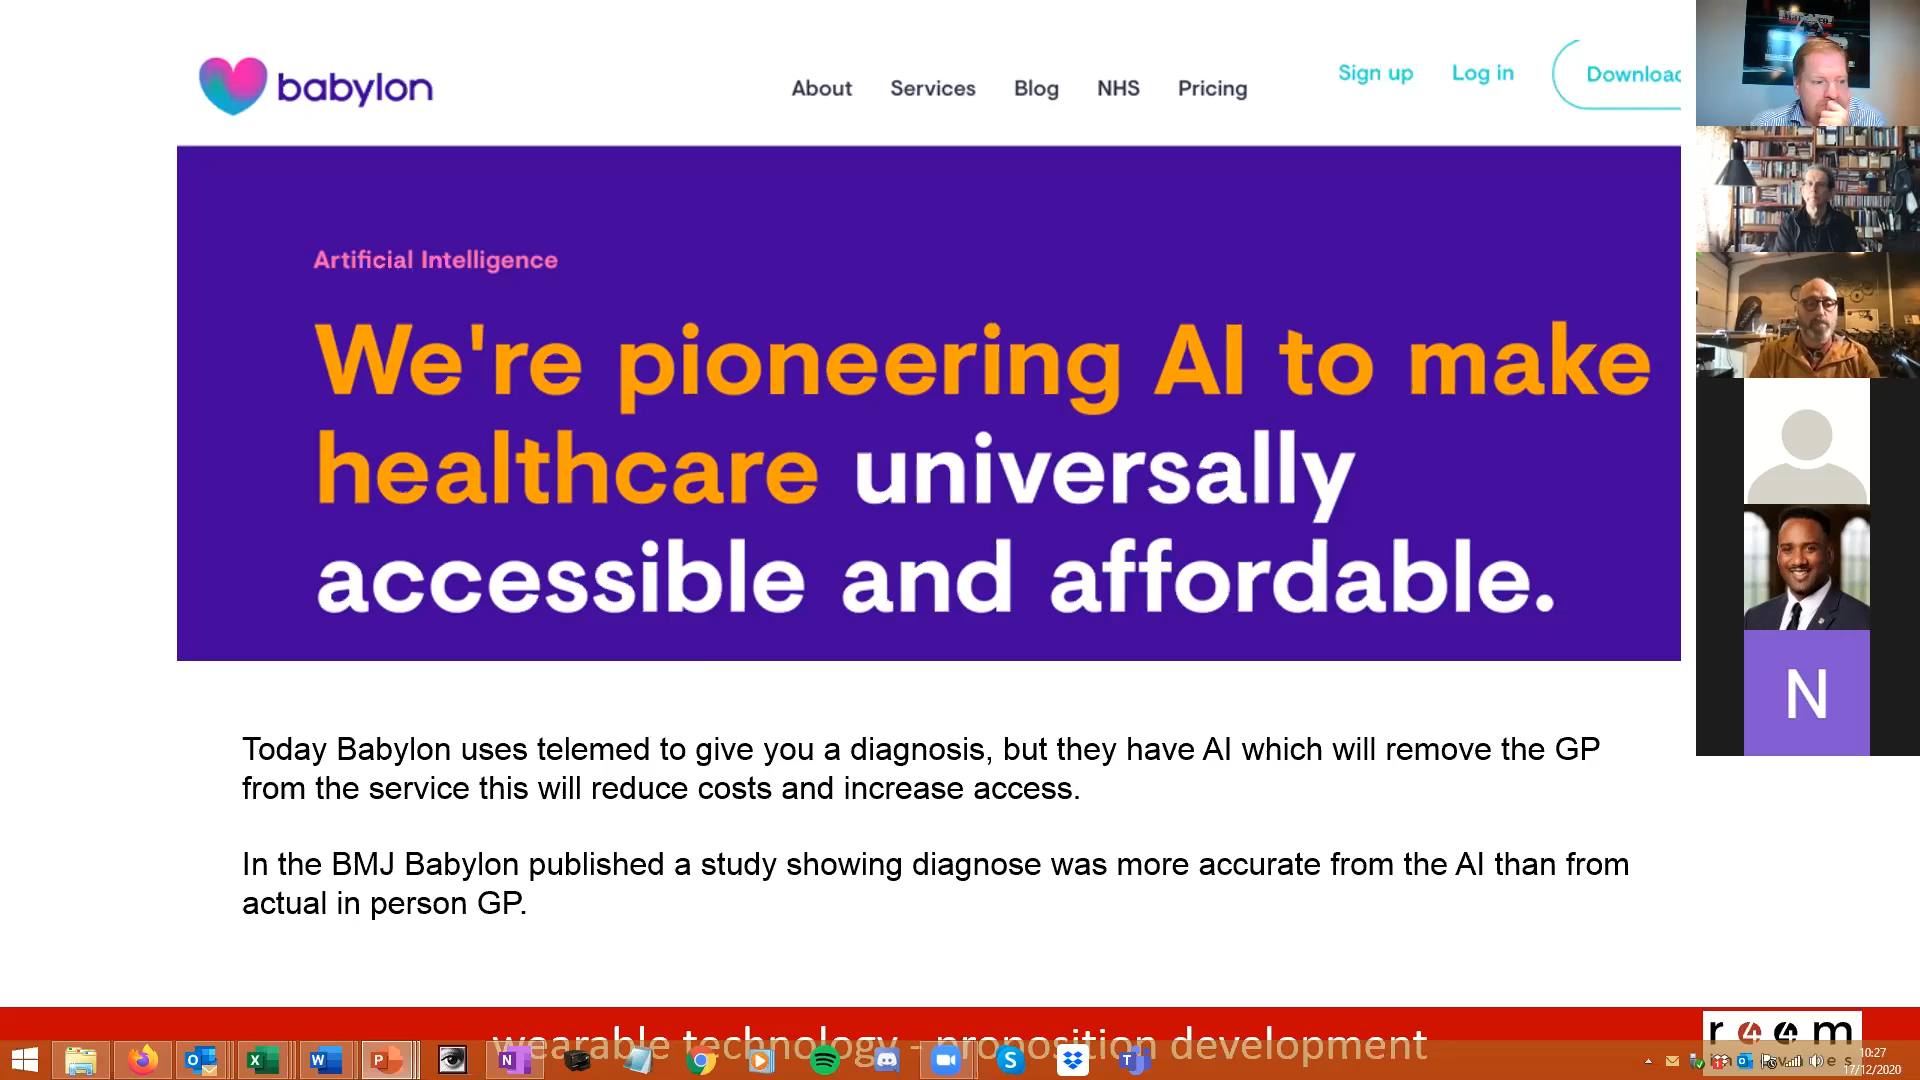 babylon
About Services Blog NHS Pricing
Sign up Log in Downloac
Artificial Intelligence
We're pioneering AI to make
healthcare universally
accessible and affordable.
N
Today Babylon uses telemed to give you a diagnosis, but they have AI which will remove the GP
from the service this will reduce costs and increase access.
In the BMJ Babylon published a study showing diagnose was more accurate from the AI than from
actual in person GP.
wearable technology - proposition development
r44m
10:27
17/12/2020